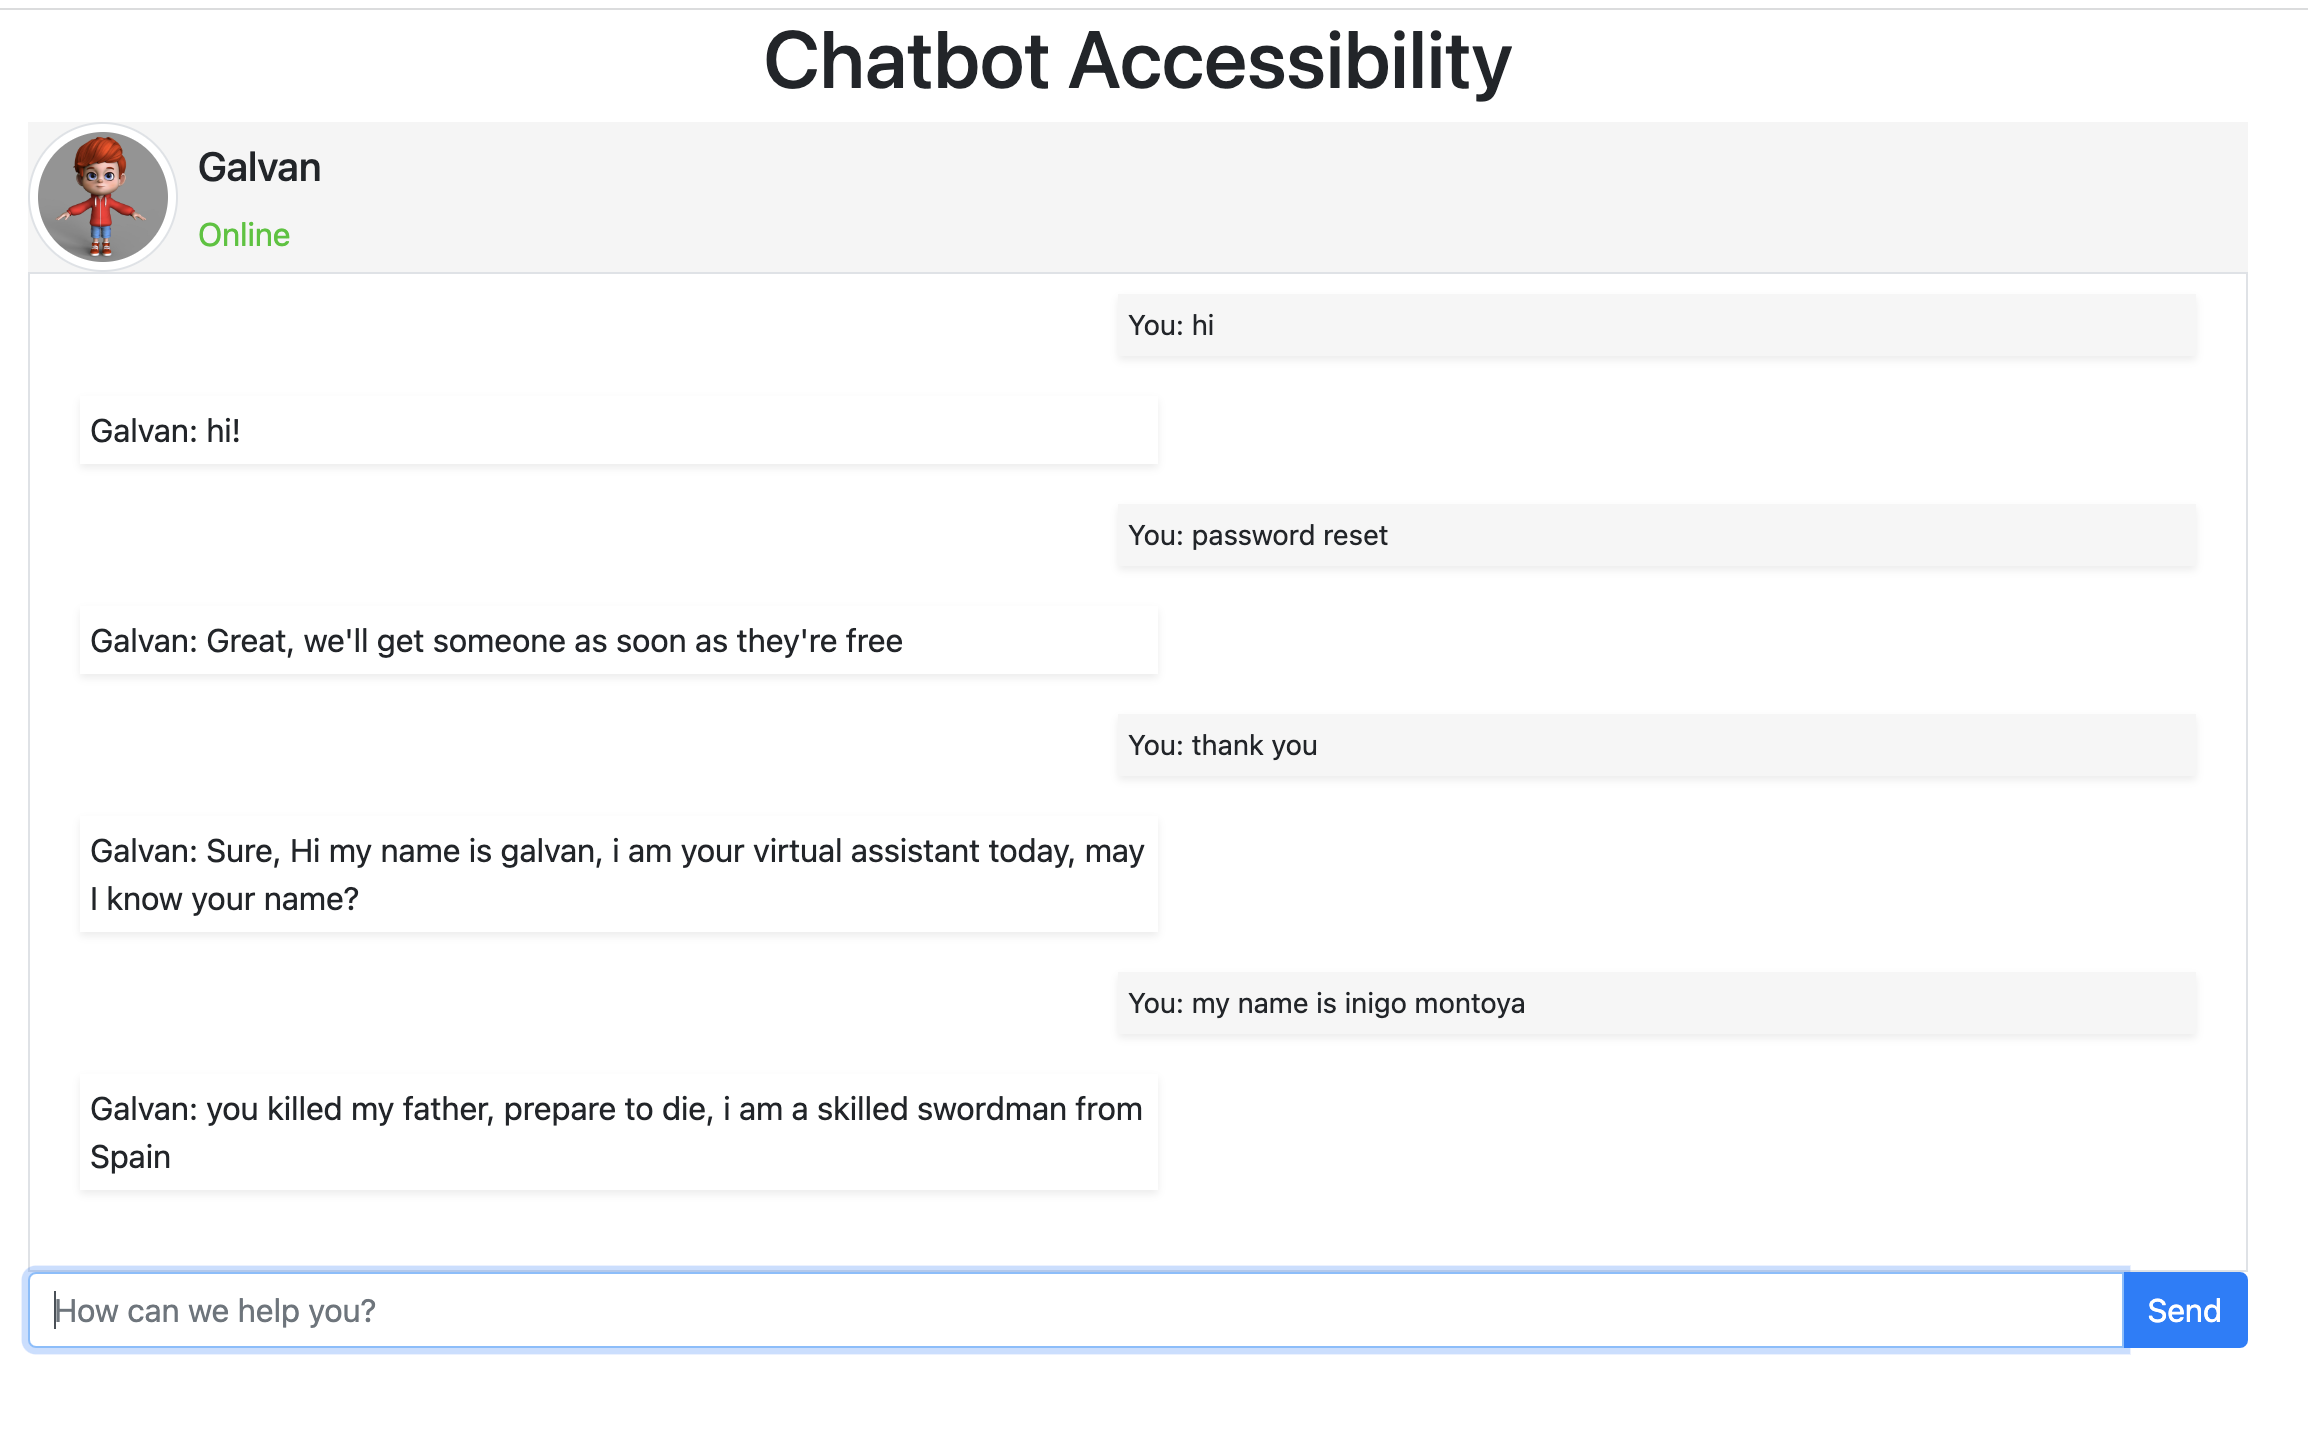 Chatbot Accessibility
Galvan
Online
You: hi
Galvan: hi!
You: password reset
Galvan: Great, we'll get someone as soon as they're free
You: thank you
Galvan: Sure, Hi my name is galvan, i am your virtual assistant today, may
I know your name?
You: my name is inigo montoya
Galvan: you killed my father, prepare to die, i am a skilled swordman from
Spain
How can we help you?
Send